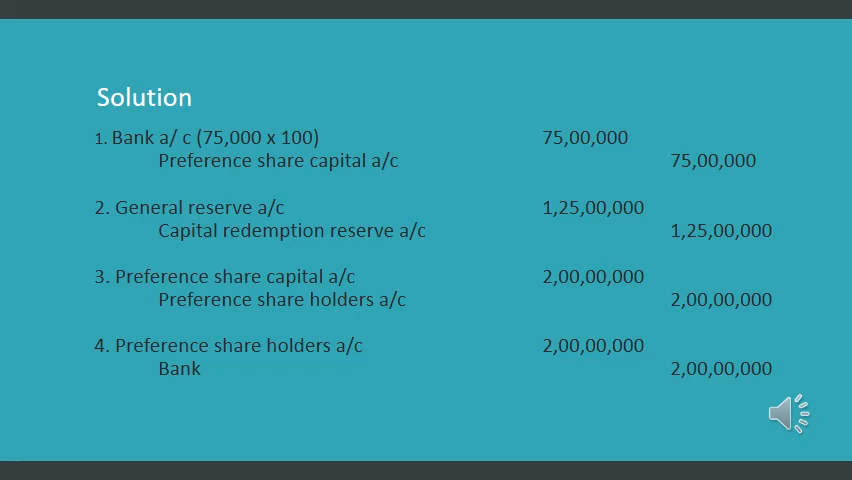 Solution
1. Bank a/ c (75,000 x 100) 75,00,000
Preference share capital a/c 75,00,000
2. General reserve a/c 1,25,00,000
Capital redemption reserve a/c 1,25,00,000
3. Preference share capital a/c 2,00,00,000
Preference share holders a/c 2,00,00,000
4. Preference share holders a/c 2,00,00,000
Bank 2,00,00,000